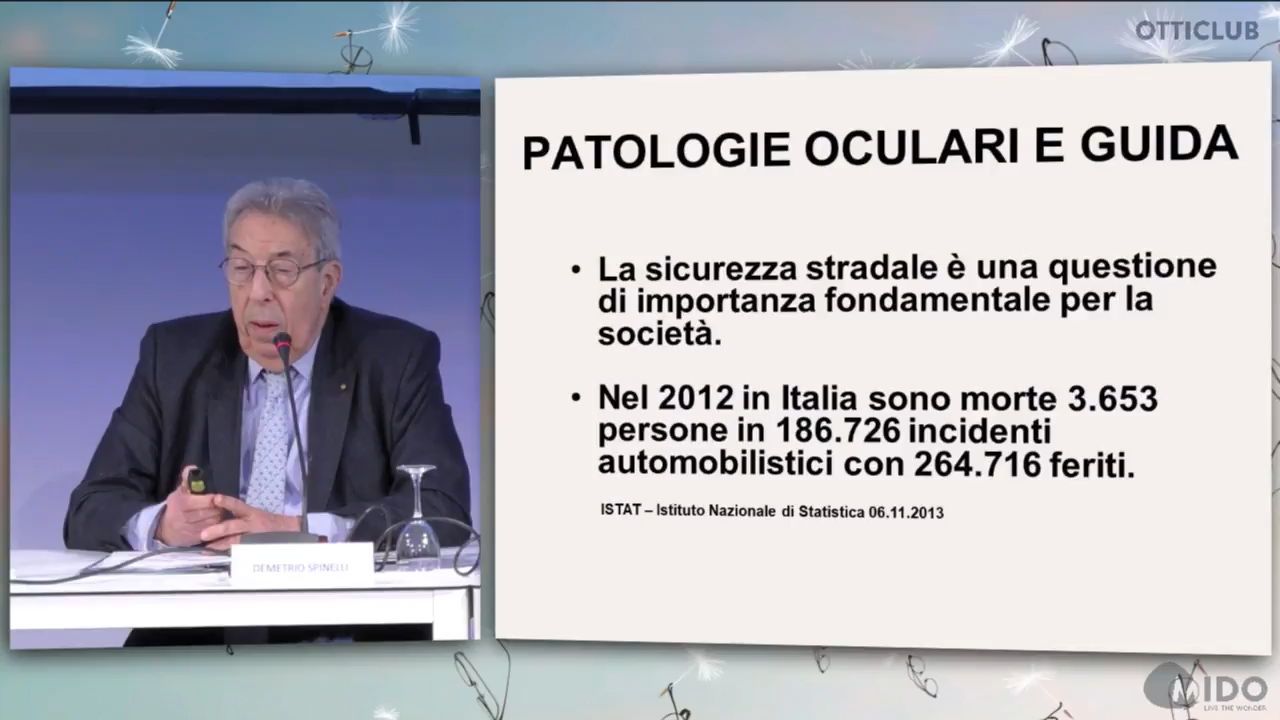 OTTICLUB
PATOLOGIE OCULARI E GUIDA
• La sicurezza stradale è una questione
di importanza fondamentale per la
società.
• Nel 2012 in Italia sono morte 3.653
persone in 186.726 incidenti
automobilistici con 264.716 feriti.
ISTAT – Istituto Nazionale di Statistica 06.11.2013
DEMETRIO SPINELLI
MIDO
LIVE THE WONDER